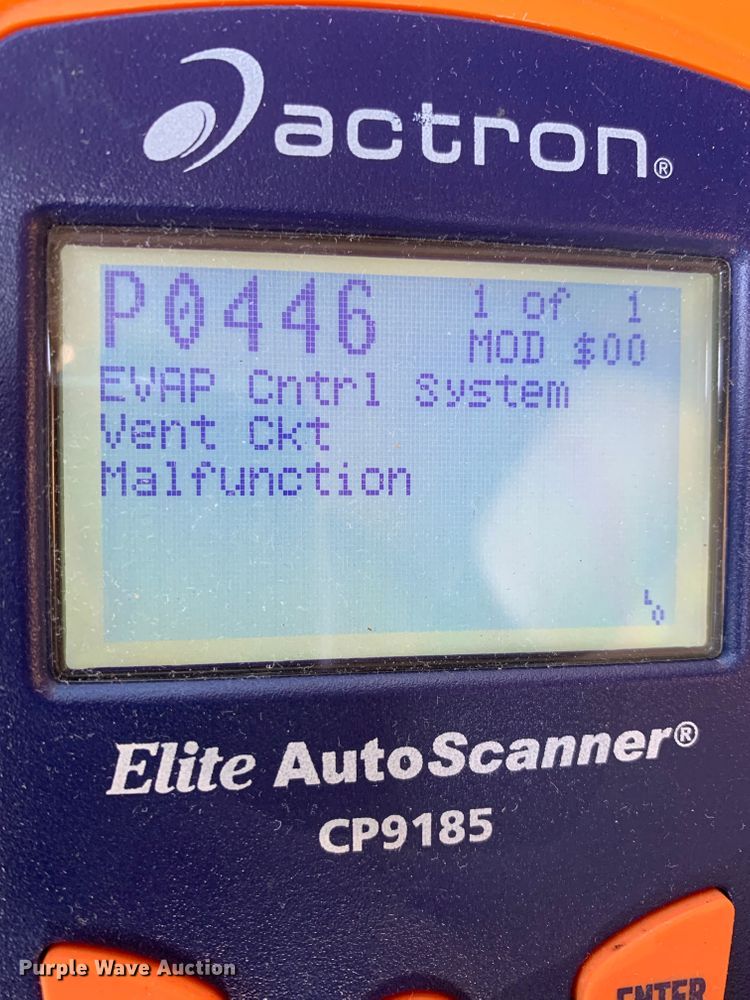 actron®
P0446 1 of 1
MOD $00
EVAP Cntrl System
Vent Ckt
Malfunction
Lo
Elite AutoScanner®
CP9185
ENTER
Purple Wave Auction